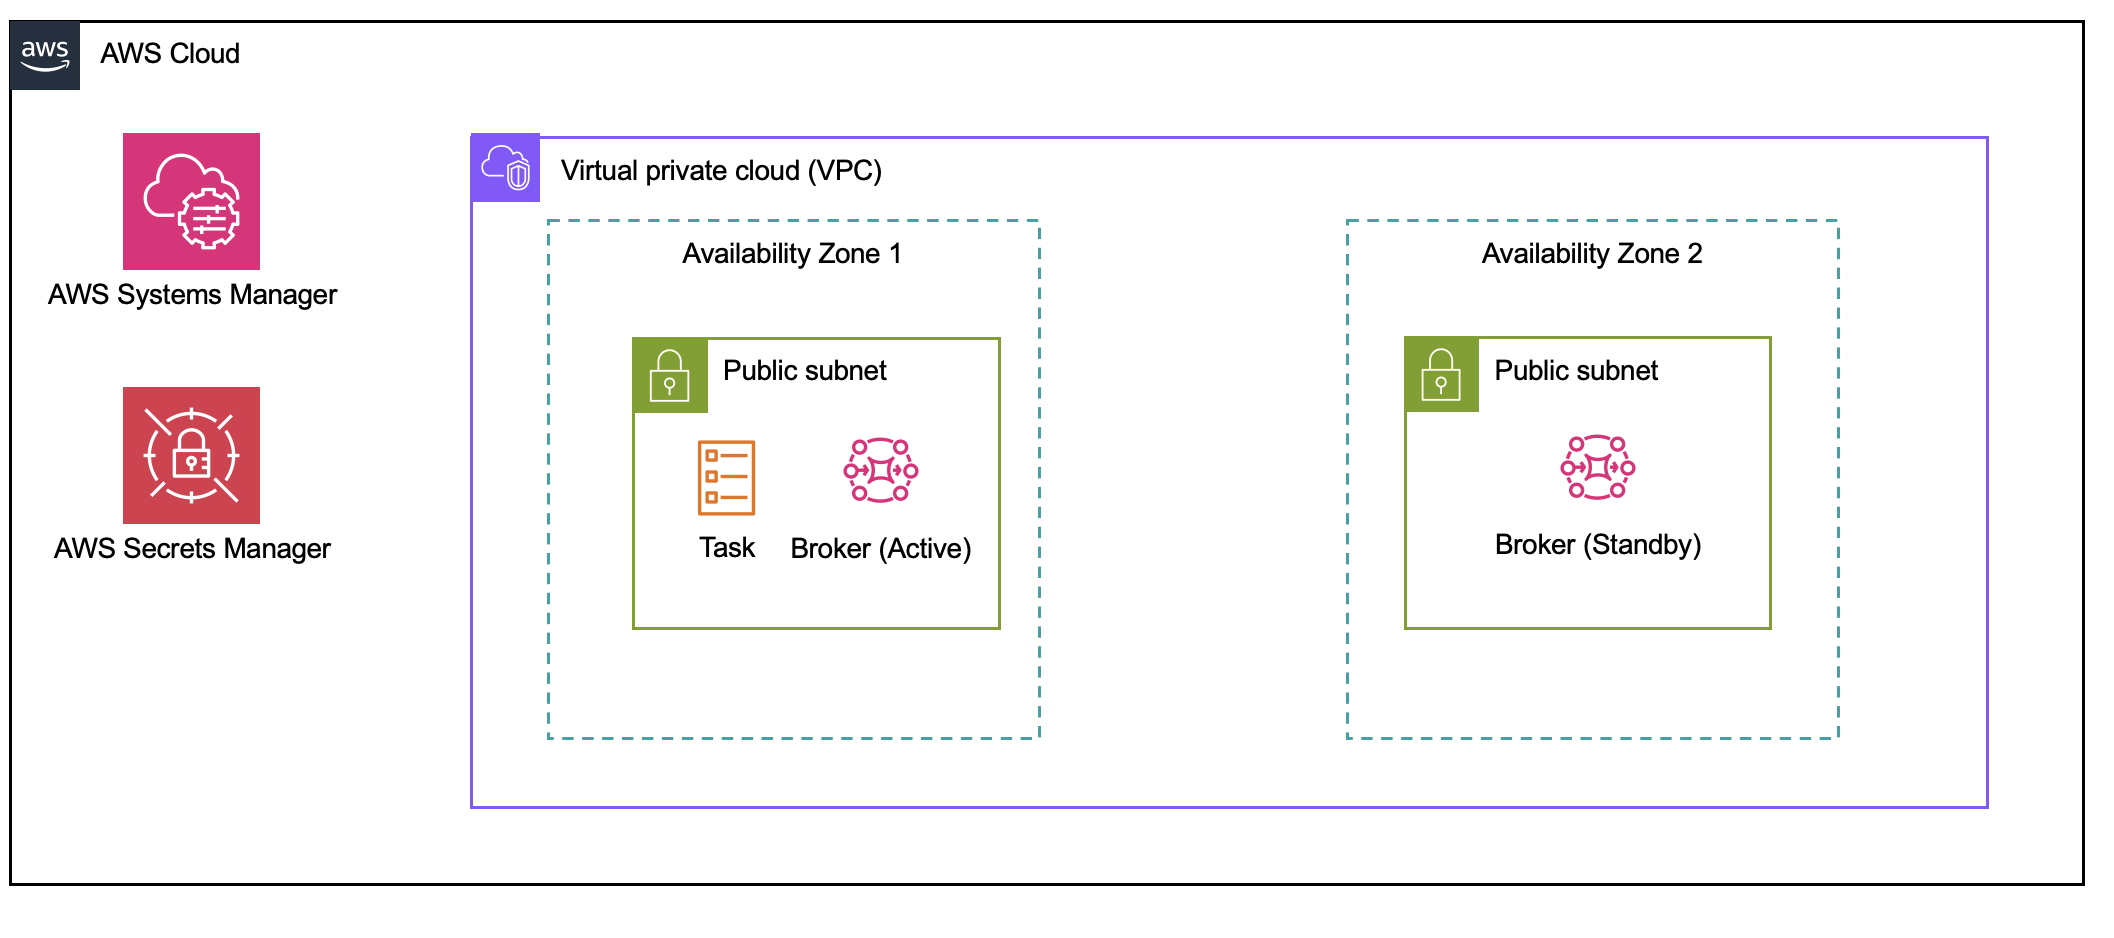 aws
AWS Cloud
AWS Systems Manager
AWS Secrets Manager
Virtual private cloud (VPC)
Availability Zone 1
Public subnet
Task
Broker (Active)
Availability Zone 2
Public subnet
Broker (Standby)